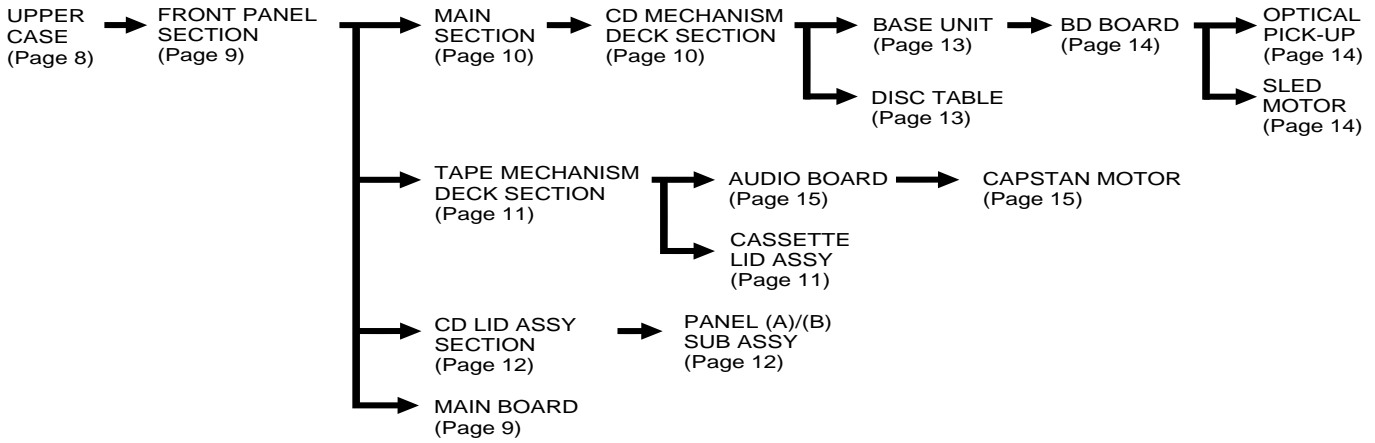 UPPER
CASE
(Page 8)
FRONT PANEL
SECTION
(Page 9)
MAIN
SECTION
(Page 10)
CD MECHANISM
DECK SECTION
(Page 10)
BASE UNIT
(Page 13)
BD BOARD
(Page 14)
OPTICAL
PICK-UP
(Page 14)
SLED
MOTOR
(Page 14)
DISC TABLE
(Page 13)
TAPE MECHANISM
DECK SECTION
(Page 11)
AUDIO BOARD
(Page 15)
CAPSTAN MOTOR
(Page 15)
CASSETTE
LID ASSY
(Page 11)
CD LID ASSY
SECTION
(Page 12)
PANEL (A)/(B)
SUB ASSY
(Page 12)
MAIN BOARD
(Page 9)